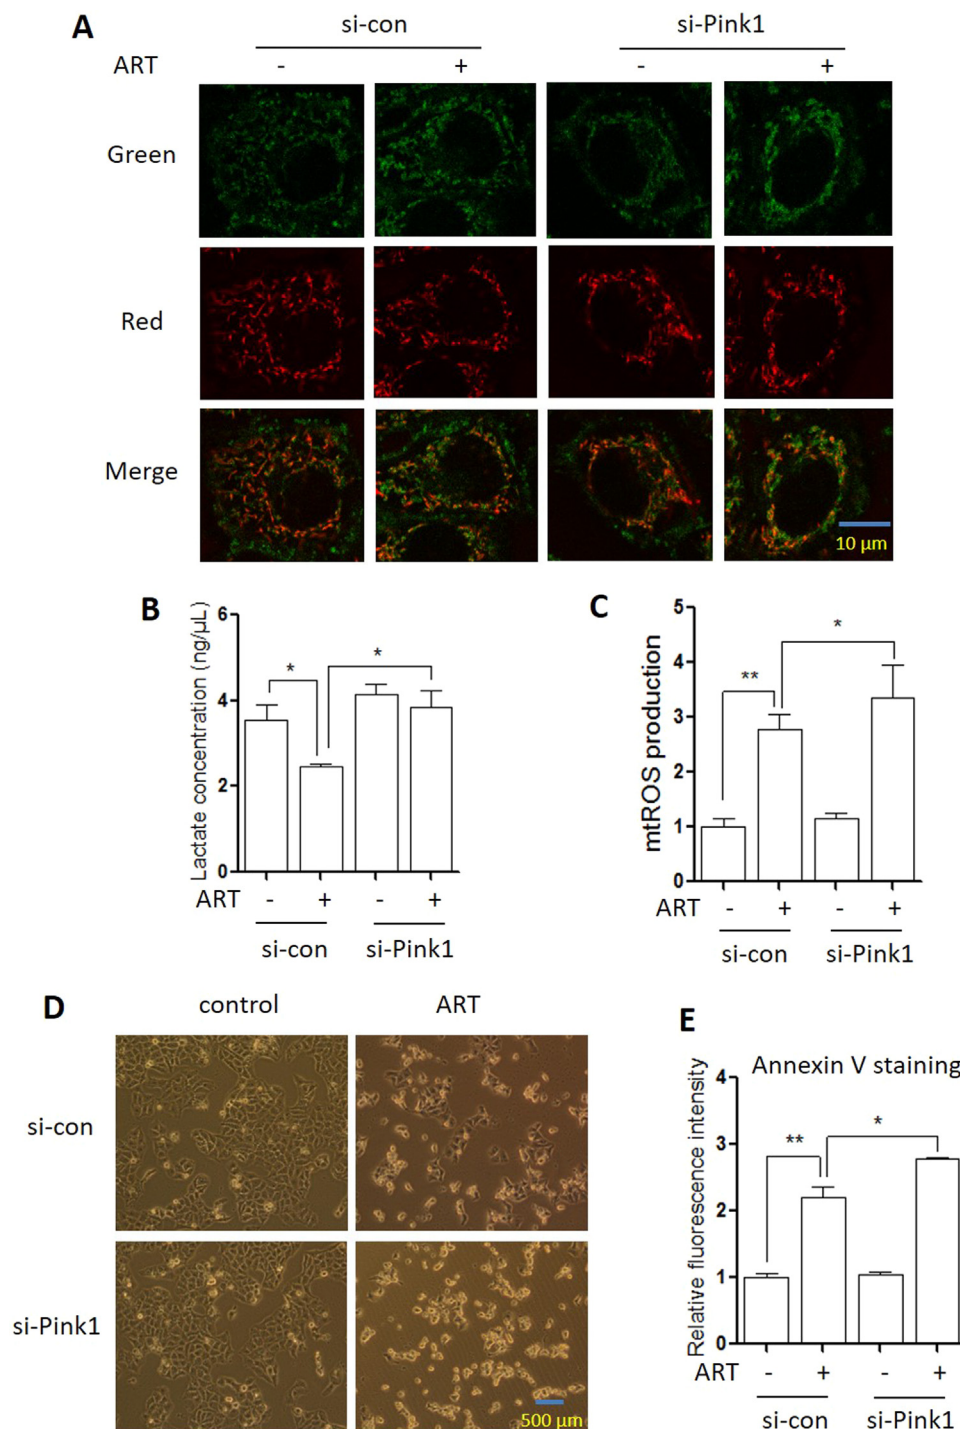 A
si-con si-Pink1
ART - + - +
Green
Red
Merge
10 µm
B
Lactate concentration (ng/µL)
6
4
2
0
* *
ART - + - +
si-con si-Pink1
C
mtROS production
5
4
3
2
1
0
** *
ART - + - +
si-con si-Pink1
D
control ART
si-con
si-Pink1
500 µm
E
Annexin V staining
Relative fluorescence intensity
4
3
2
1
0
** *
ART - + - +
si-con si-Pink1